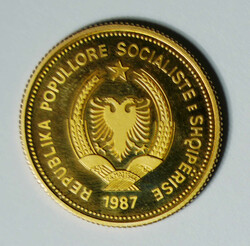 REPUBLIKA POPULLORE SOCIALISTE E SHQIPERISE
1987